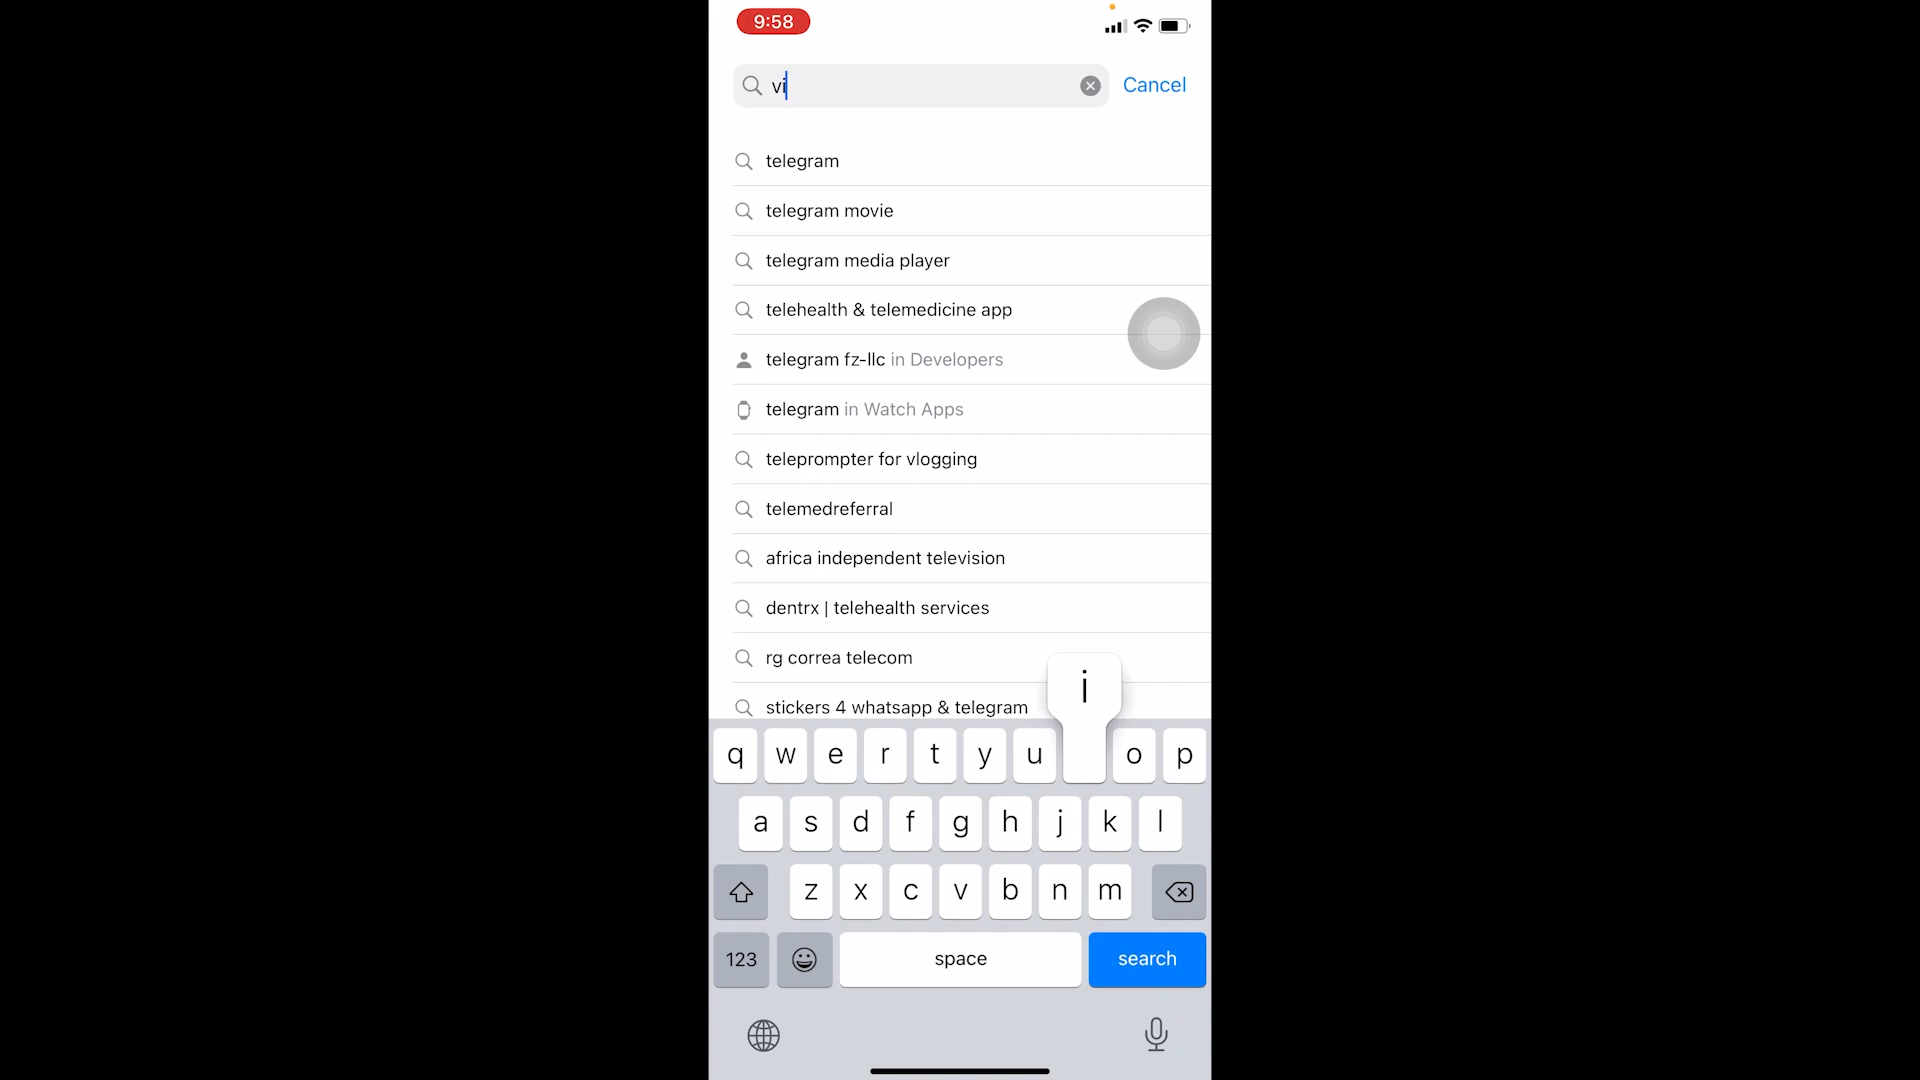 9:58
vi
Cancel
telegram
telegram movie
telegram media player
telehealth & telemedicine app
telegram fz-llc in Developers
telegram in Watch Apps
teleprompter for vlogging
telemedreferral
africa independent television
dentrx | telehealth services
rg correa telecom
stickers 4 whatsapp & telegram
i
q w e r t y u o p
a s d f g h j k l
z x c v b n m
123 space search